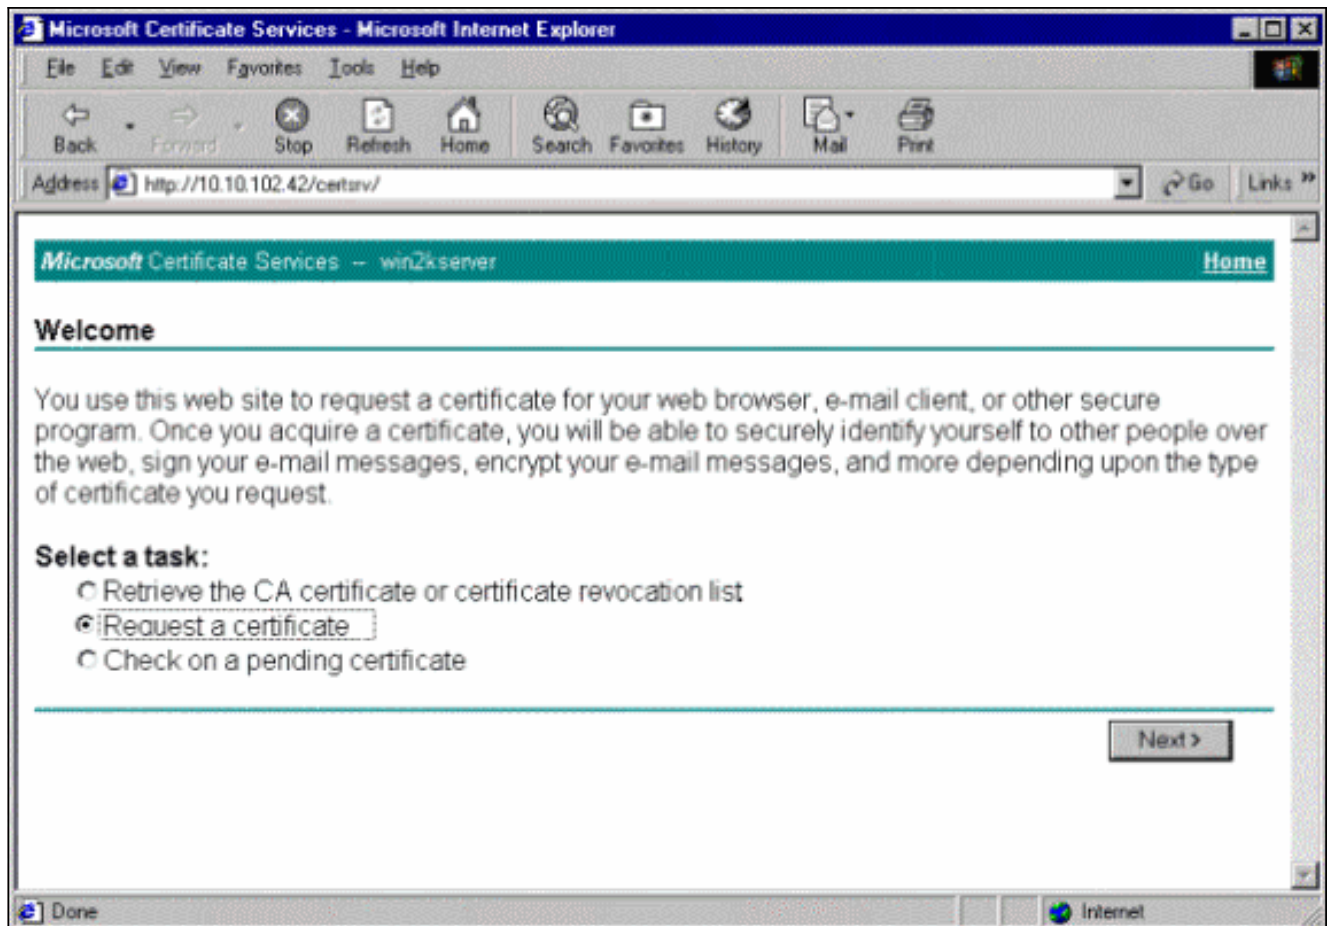 Microsoft Certificate Services - Microsoft Internet Explorer
File Edit View Favorites Tools Help
Back Forward Stop Refresh Home Search Favorites History Mail Print
Address http://10.10.102.42/certsrv/ Go Links »
Microsoft Certificate Services -- win2kserver Home
Welcome
You use this web site to request a certificate for your web browser, e-mail client, or other secure
program. Once you acquire a certificate, you will be able to securely identify yourself to other people over
the web, sign your e-mail messages, encrypt your e-mail messages, and more depending upon the type
of certificate you request.
Select a task:
Retrieve the CA certificate or certificate revocation list
Request a certificate
Check on a pending certificate
Next >
Done Internet